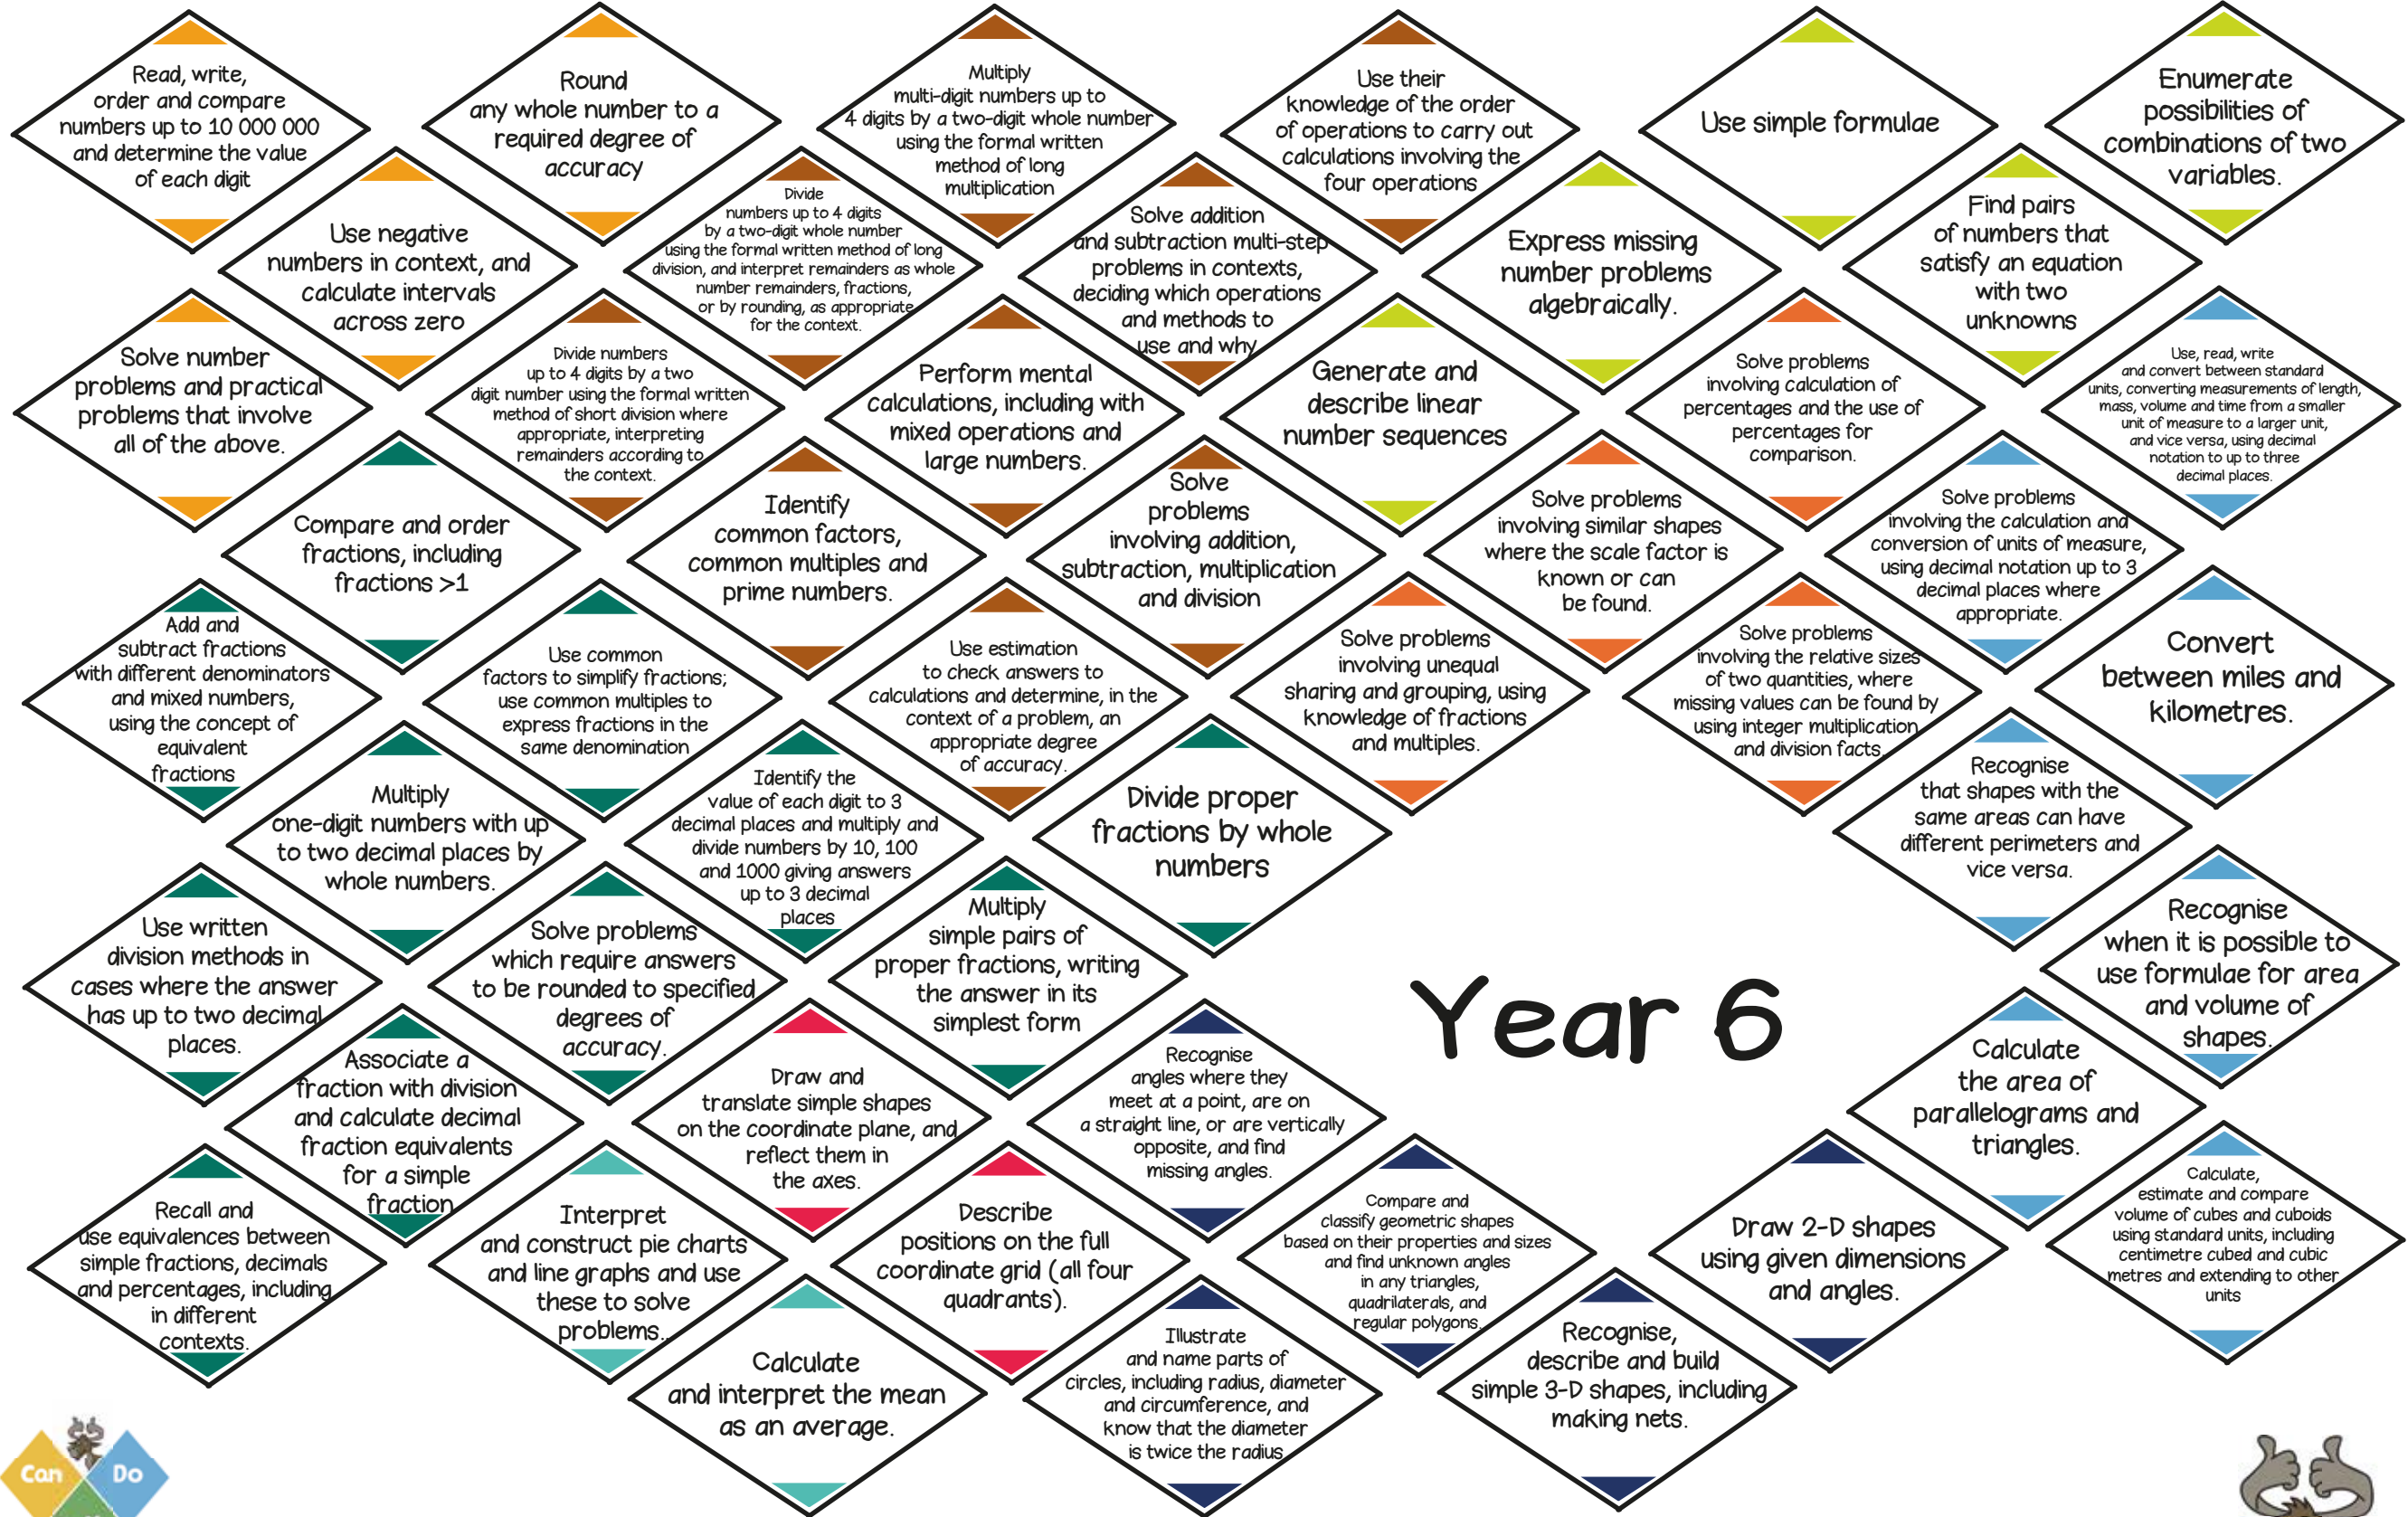 Read, write,
order and compare
numbers up to 10 000 000
and determine the value
of each digit
Round
any whole number to a
required degree of
accuracy
Multiply
multi-digit numbers up to
4 digits by a two-digit whole number
using the formal written
method of long
multiplication
Use their
knowledge of the order
of operations to carry out
calculations involving the
four operations
Use simple formulae
Enumerate
possibilities of
combinations of two
variables.
Use negative
numbers in context, and
calculate intervals
across zero
Divide
numbers up to 4 digits
by a two-digit whole number
using the formal written method of long
division, and interpret remainders as whole
number remainders, fractions,
or by rounding, as appropriate
for the context.
Solve addition
and subtraction multi-step
problems in contexts,
deciding which operations
and methods to
use and why
Express missing
number problems
algebraically.
Find pairs
of numbers that
satisfy an equation
with two
unknowns
Solve number
problems and practical
problems that involve
all of the above.
Divide numbers
up to 4 digits by a two
digit number using the formal written
method of short division where
appropriate, interpreting
remainders according to
the context.
Perform mental
calculations, including with
mixed operations and
large numbers.
Generate and
describe linear
number sequences
Solve problems
involving calculation of
percentages and the use of
percentages for
comparison.
Use, read, write
and convert between standard
units, converting measurements of length,
mass, volume and time from a smaller
unit of measure to a larger unit,
and vice versa, using decimal
notation to up to three
decimal places.
Compare and order
fractions, including
fractions >1
Identify
common factors,
common multiples and
prime numbers.
Solve
problems
involving addition,
subtraction, multiplication
and division
Solve problems
involving similar shapes
where the scale factor is
known or can
be found.
Solve problems
involving the calculation and
conversion of units of measure,
using decimal notation up to 3
decimal places where
appropriate.
Add and
subtract fractions
with different denominators
and mixed numbers,
using the concept of
equivalent
fractions
Use common
factors to simplify fractions;
use common multiples to
express fractions in the
same denomination
Use estimation
to check answers to
calculations and determine, in the
context of a problem, an
appropriate degree
of accuracy.
Solve problems
involving unequal
sharing and grouping, using
knowledge of fractions
and multiples.
Solve problems
involving the relative sizes
of two quantities, where
missing values can be found by
using integer multiplication
and division facts
Convert
between miles and
kilometres.
Multiply
one-digit numbers with up
to two decimal places by
whole numbers.
Identify the
value of each digit to 3
decimal places and multiply and
divide numbers by 10, 100
and 1000 giving answers
up to 3 decimal
places
Divide proper
fractions by whole
numbers
Recognise
that shapes with the
same areas can have
different perimeters and
vice versa.
Use written
division methods in
cases where the answer
has up to two decimal
places.
Solve problems
which require answers
to be rounded to specified
degrees of
accuracy.
Multiply
simple pairs of
proper fractions, writing
the answer in its
simplest form
Year 6
Recognise
when it is possible to
use formulae for area
and volume of
shapes.
Associate a
fraction with division
and calculate decimal
fraction equivalents
for a simple
fraction
Draw and
translate simple shapes
on the coordinate plane, and
reflect them in
the axes.
Recognise
angles where they
meet at a point, are on
a straight line, or are vertically
opposite, and find
missing angles.
Calculate
the area of
parallelograms and
triangles.
Recall and
use equivalences between
simple fractions, decimals
and percentages, including
in different
contexts.
Interpret
and construct pie charts
and line graphs and use
these to solve
problems.
Describe
positions on the full
coordinate grid (all four
quadrants).
Compare and
classify geometric shapes
based on their properties and sizes
and find unknown angles
in any triangles,
quadrilaterals, and
regular polygons.
Draw 2-D shapes
using given dimensions
and angles.
Calculate,
estimate and compare
volume of cubes and cuboids
using standard units, including
centimetre cubed and cubic
metres and extending to other
units
Calculate
and interpret the mean
as an average.
Illustrate
and name parts of
circles, including radius, diameter
and circumference, and
know that the diameter
is twice the radius
Recognise,
describe and build
simple 3-D shapes, including
making nets.
Can Do